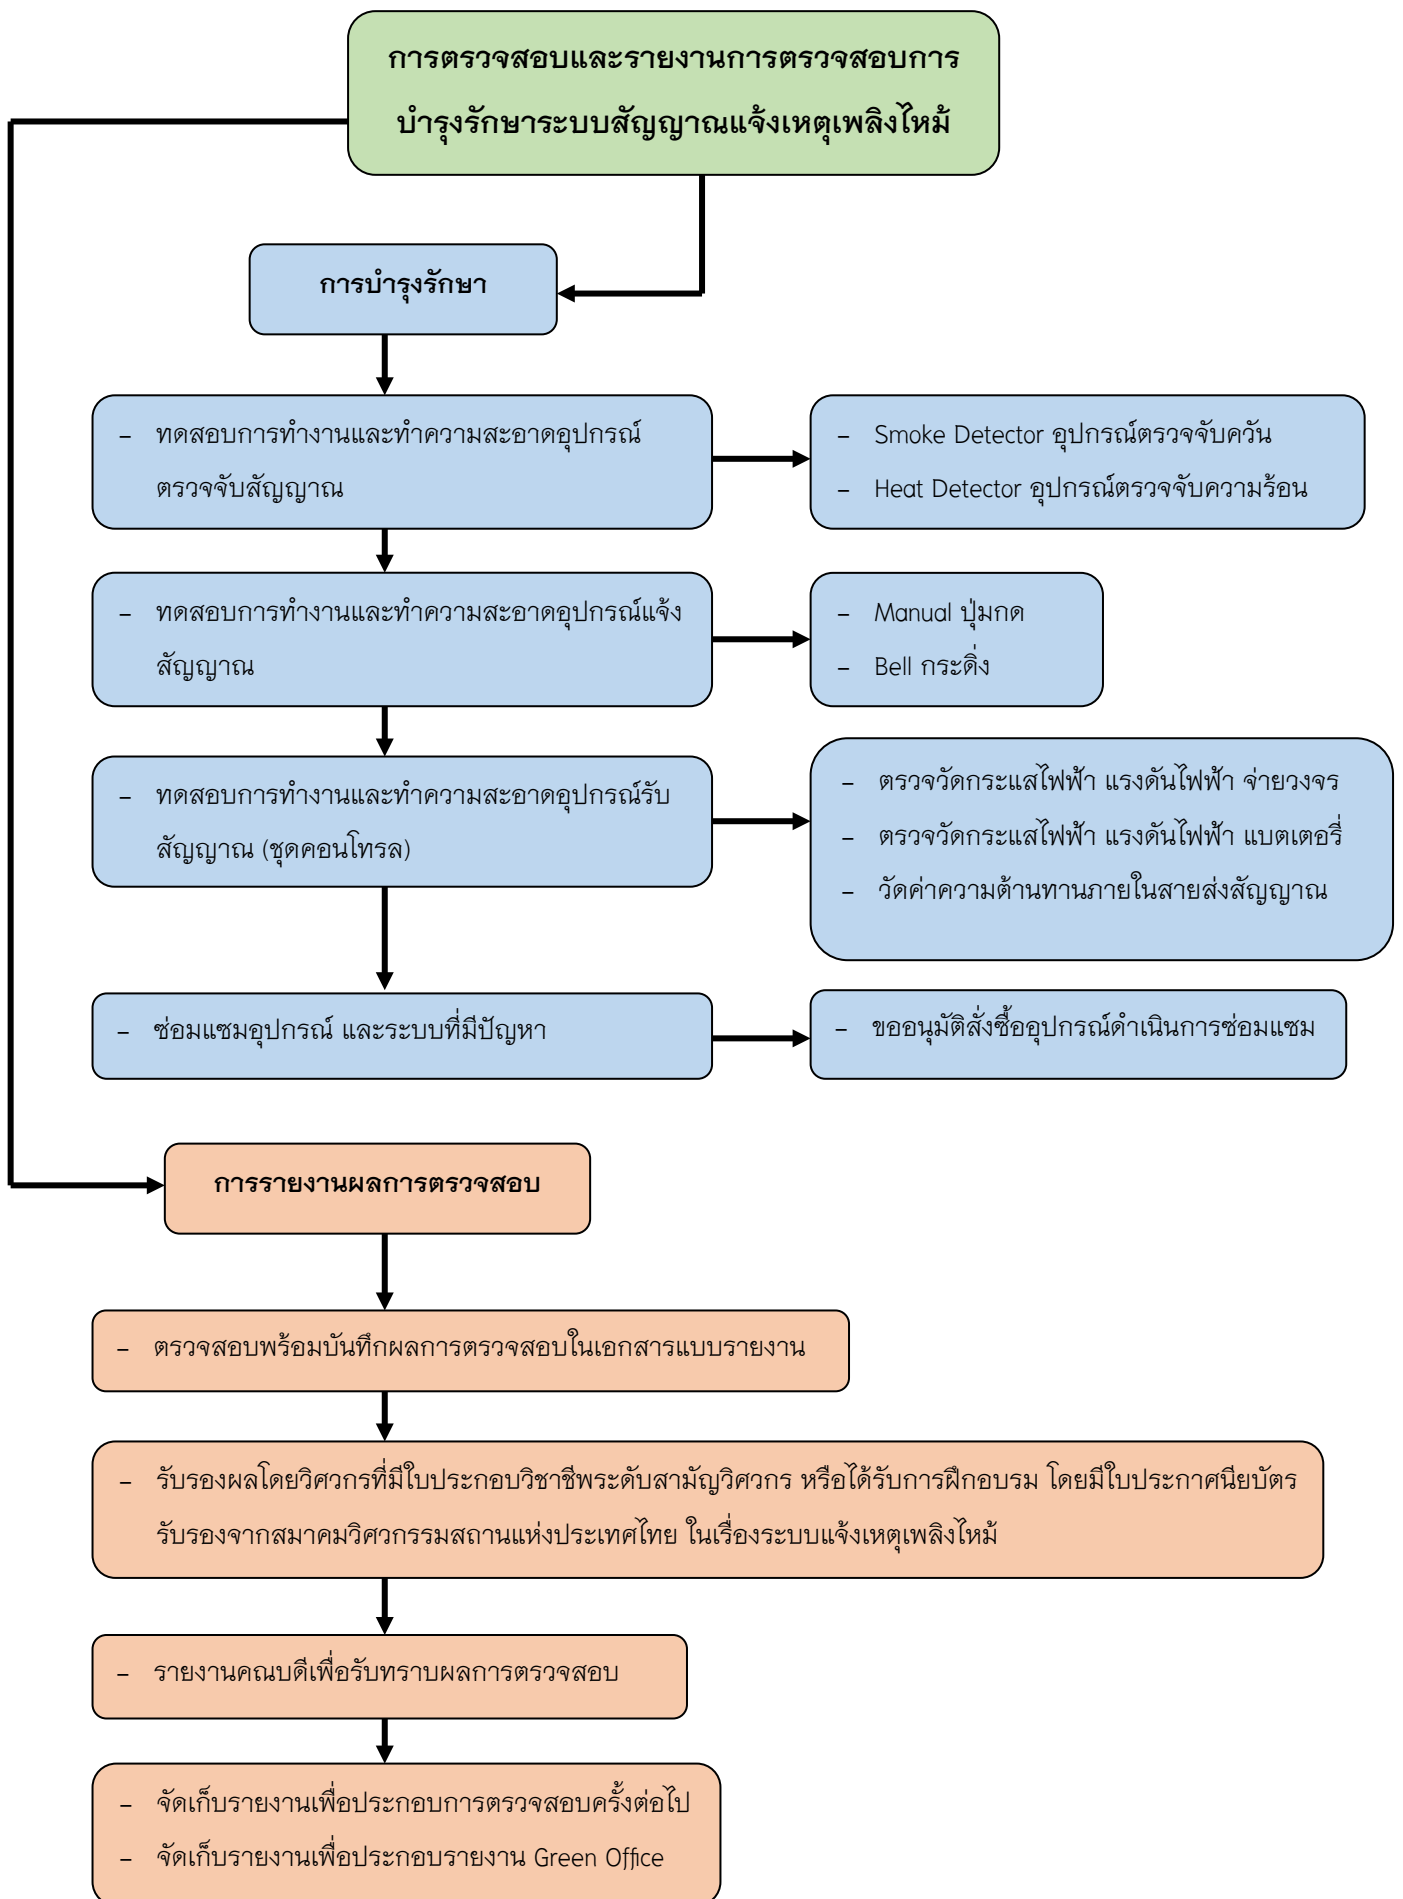 การตรวจสอบและรายงานการตรวจสอบการ
บำรุงรักษาระบบสัญญาณแจ้งเหตุเพลิงไหม้
การบำรุงรักษา
- ทดสอบการทำงานและทำความสะอาดอุปกรณ์
ตรวจจับสัญญาณ
- Smoke Detector อุปกรณ์ตรวจจับควัน
- Heat Detector อุปกรณ์ตรวจจับความร้อน
- ทดสอบการทำงานและทำความสะอาดอุปกรณ์แจ้ง
สัญญาณ
- Manual ปุ่มกด
- Bell กระดิ่ง
- ทดสอบการทำงานและทำความสะอาดอุปกรณ์รับ
สัญญาณ (ชุดคอนโทรล)
- ตรวจวัดกระแสไฟฟ้า แรงดันไฟฟ้า จ่ายวงจร
- ตรวจวัดกระแสไฟฟ้า แรงดันไฟฟ้า แบตเตอรี่
- วัดค่าความต้านทานภายในสายส่งสัญญาณ
- ซ่อมแซมอุปกรณ์ และระบบที่มีปัญหา
- ขออนุมัติสั่งซื้ออุปกรณ์ดำเนินการซ่อมแซม
การรายงานผลการตรวจสอบ
- ตรวจสอบพร้อมบันทึกผลการตรวจสอบในเอกสารแบบรายงาน
- รับรองผลโดยวิศวกรที่มีใบประกอบวิชาชีพระดับสามัญวิศวกร หรือได้รับการฝึกอบรม โดยมีใบประกาศนียบัตร
รับรองจากสมาคมวิศวกรรมสถานแห่งประเทศไทย ในเรื่องระบบแจ้งเหตุเพลิงไหม้
- รายงานคณบดีเพื่อรับทราบผลการตรวจสอบ
- จัดเก็บรายงานเพื่อประกอบการตรวจสอบครั้งต่อไป
- จัดเก็บรายงานเพื่อประกอบรายงาน Green Office